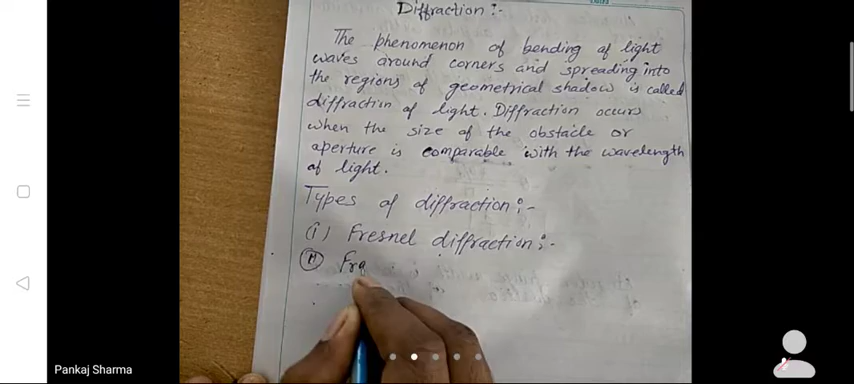 Diffraction :-
The phenomenon of bending of light
waves around corners and spreading into
the regions of geometrical shadow is called
diffraction of light. Diffraction occurs
when the size of the obstacle or
aperture is comparable with the wavelength
of light.
Types of diffraction :-
(i) Fresnel diffraction :-
(ii) Fra
Pankaj Sharma